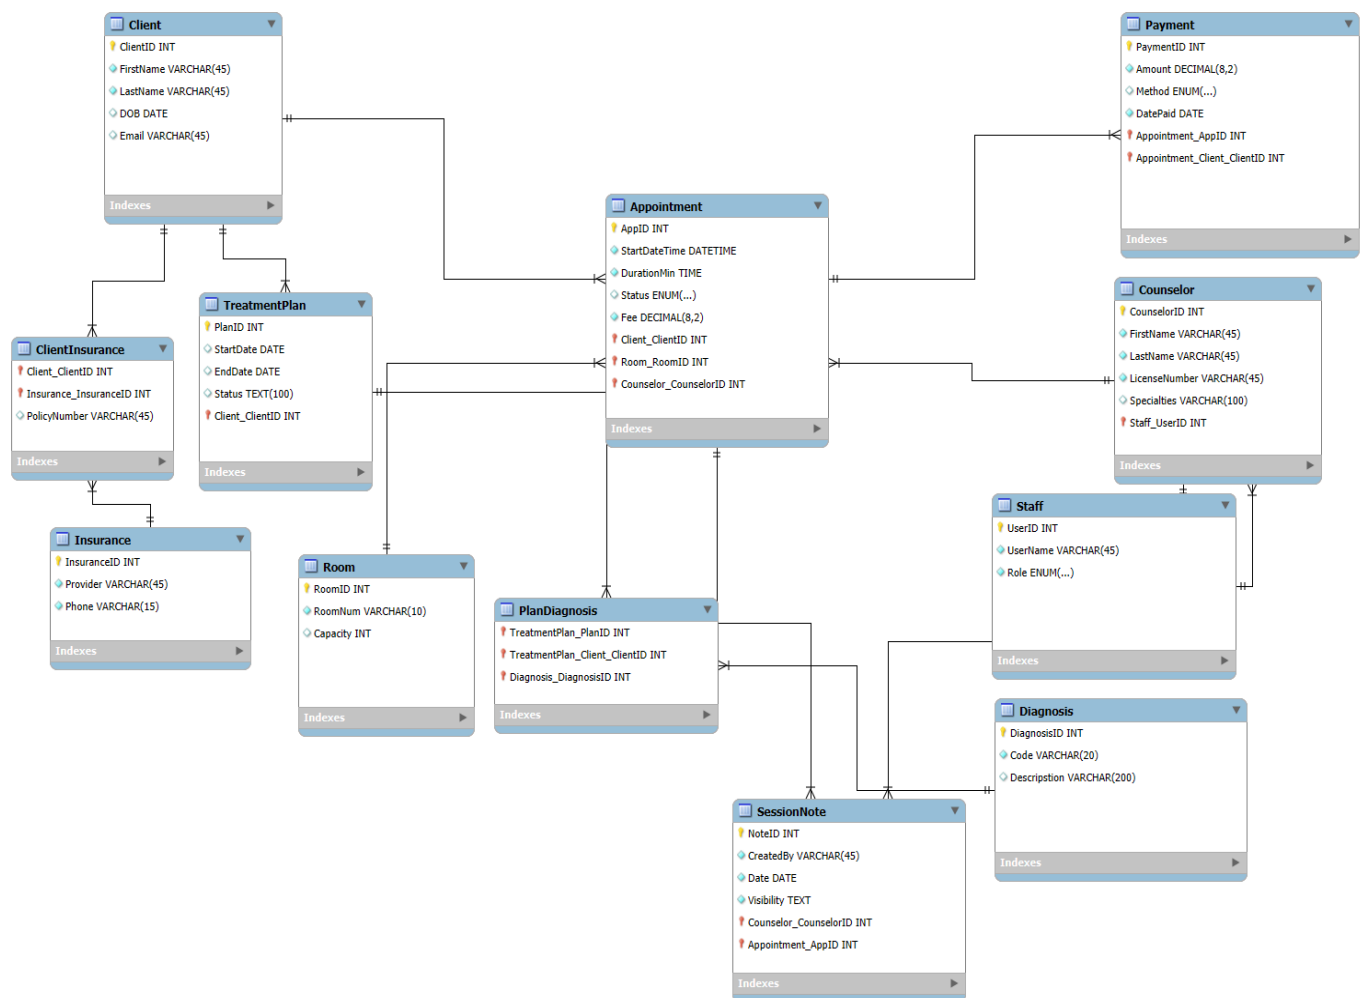 Client
ClientID INT
FirstName VARCHAR(45)
LastName VARCHAR(45)
DOB DATE
Email VARCHAR(45)
Indexes
Payment
PaymentID INT
Amount DECIMAL(8,2)
Method ENUM(...)
DatePaid DATE
Appointment_AppID INT
Appointment_Client_ClientID INT
Indexes
Appointment
AppID INT
StartDateTime DATETIME
DurationMin TIME
Status ENUM(...)
Fee DECIMAL(8,2)
Client_ClientID INT
Room_RoomID INT
Counselor_CounselorID INT
Indexes
Counselor
CounselorID INT
FirstName VARCHAR(45)
LastName VARCHAR(45)
LicenseNumber VARCHAR(45)
Specialties VARCHAR(100)
Staff_UserID INT
Indexes
TreatmentPlan
PlanID INT
StartDate DATE
EndDate DATE
Status TEXT(100)
Client_ClientID INT
Indexes
ClientInsurance
Client_ClientID INT
Insurance_InsuranceID INT
PolicyNumber VARCHAR(45)
Indexes
Insurance
InsuranceID INT
Provider VARCHAR(45)
Phone VARCHAR(15)
Indexes
Room
RoomID INT
RoomNum VARCHAR(10)
Capacity INT
Indexes
PlanDiagnosis
TreatmentPlan_PlanID INT
TreatmentPlan_Client_ClientID INT
Diagnosis_DiagnosisID INT
Indexes
Staff
UserID INT
UserName VARCHAR(45)
Role ENUM(...)
Indexes
Diagnosis
DiagnosisID INT
Code VARCHAR(20)
Descripstion VARCHAR(200)
Indexes
SessionNote
NoteID INT
CreatedBy VARCHAR(45)
Date DATE
Visibility TEXT
Counselor_CounselorID INT
Appointment_AppID INT
Indexes